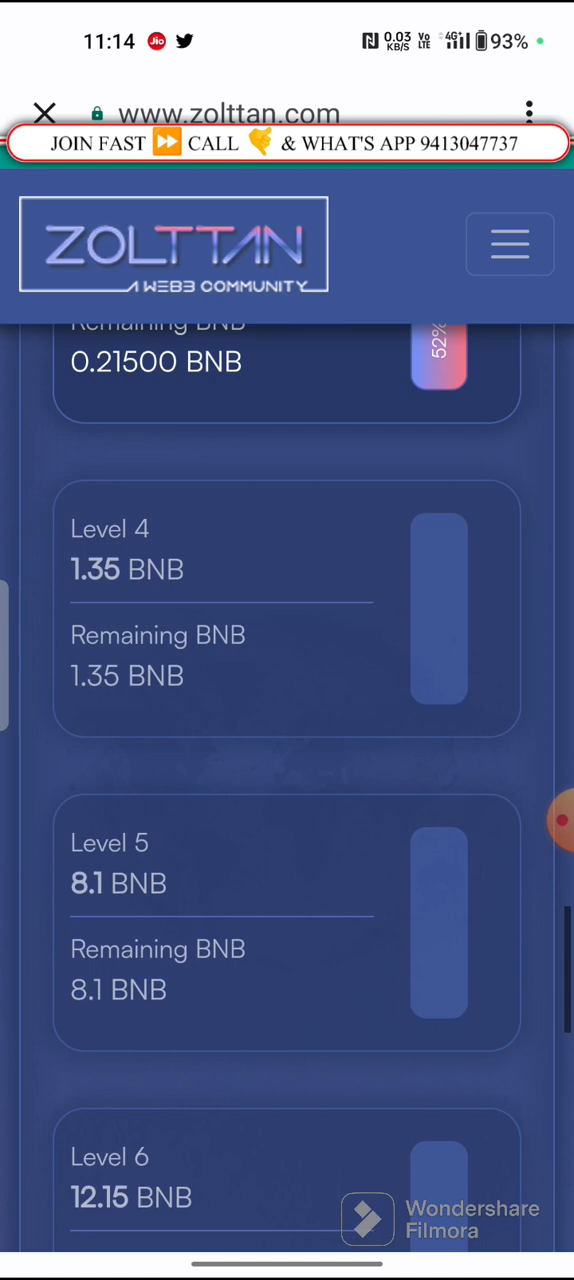 11:14
0.03 KB/S
Vo LTE
4G+
93%
www.zolttan.com
JOIN FAST ⏩ CALL 🤙 & WHAT'S APP 9413047737
ZOLTTAN
A WEB3 COMMUNITY
Remaining BNB
0.21500 BNB
52%
Level 4
1.35 BNB
Remaining BNB
1.35 BNB
Level 5
8.1 BNB
Remaining BNB
8.1 BNB
Level 6
12.15 BNB
Wondershare
Filmora